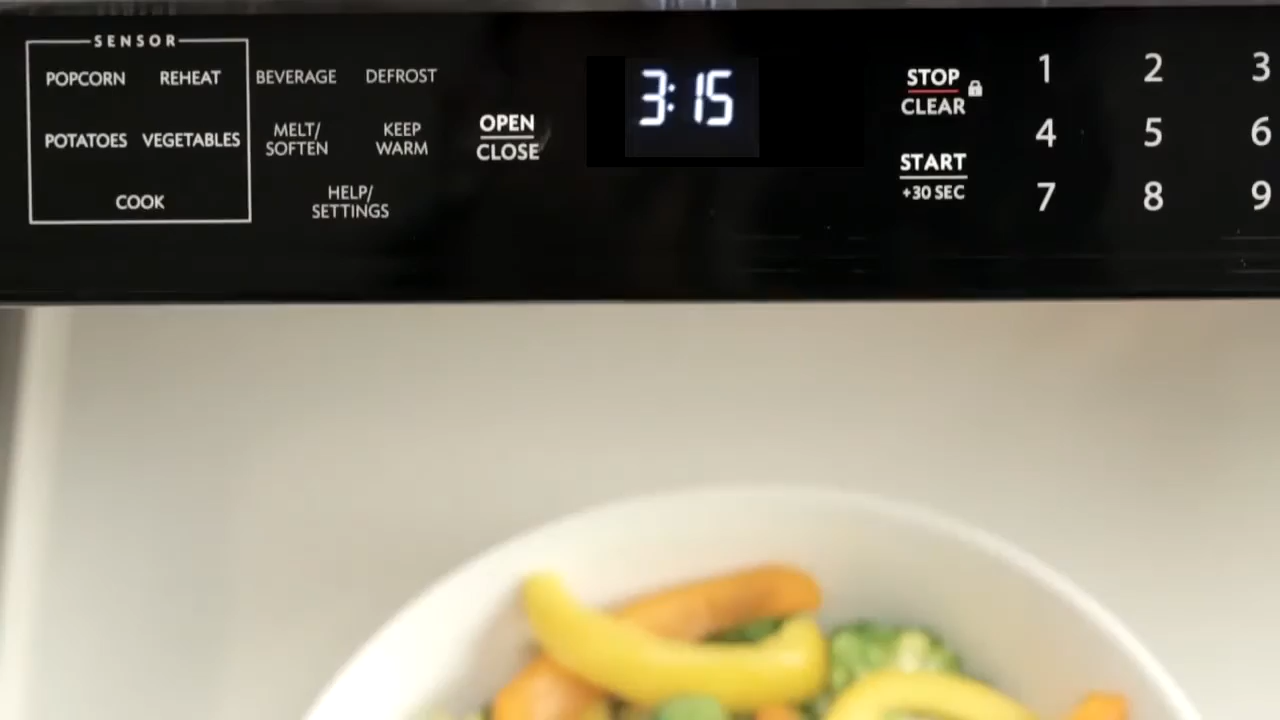 SENSOR
POPCORN REHEAT
POTATOES VEGETABLES
COOK
BEVERAGE DEFROST
MELT/
SOFTEN
KEEP
WARM
HELP/
SETTINGS
OPEN
CLOSE
3:15
STOP
CLEAR
START
+30 SEC
1 2 3
4 5 6
7 8 9